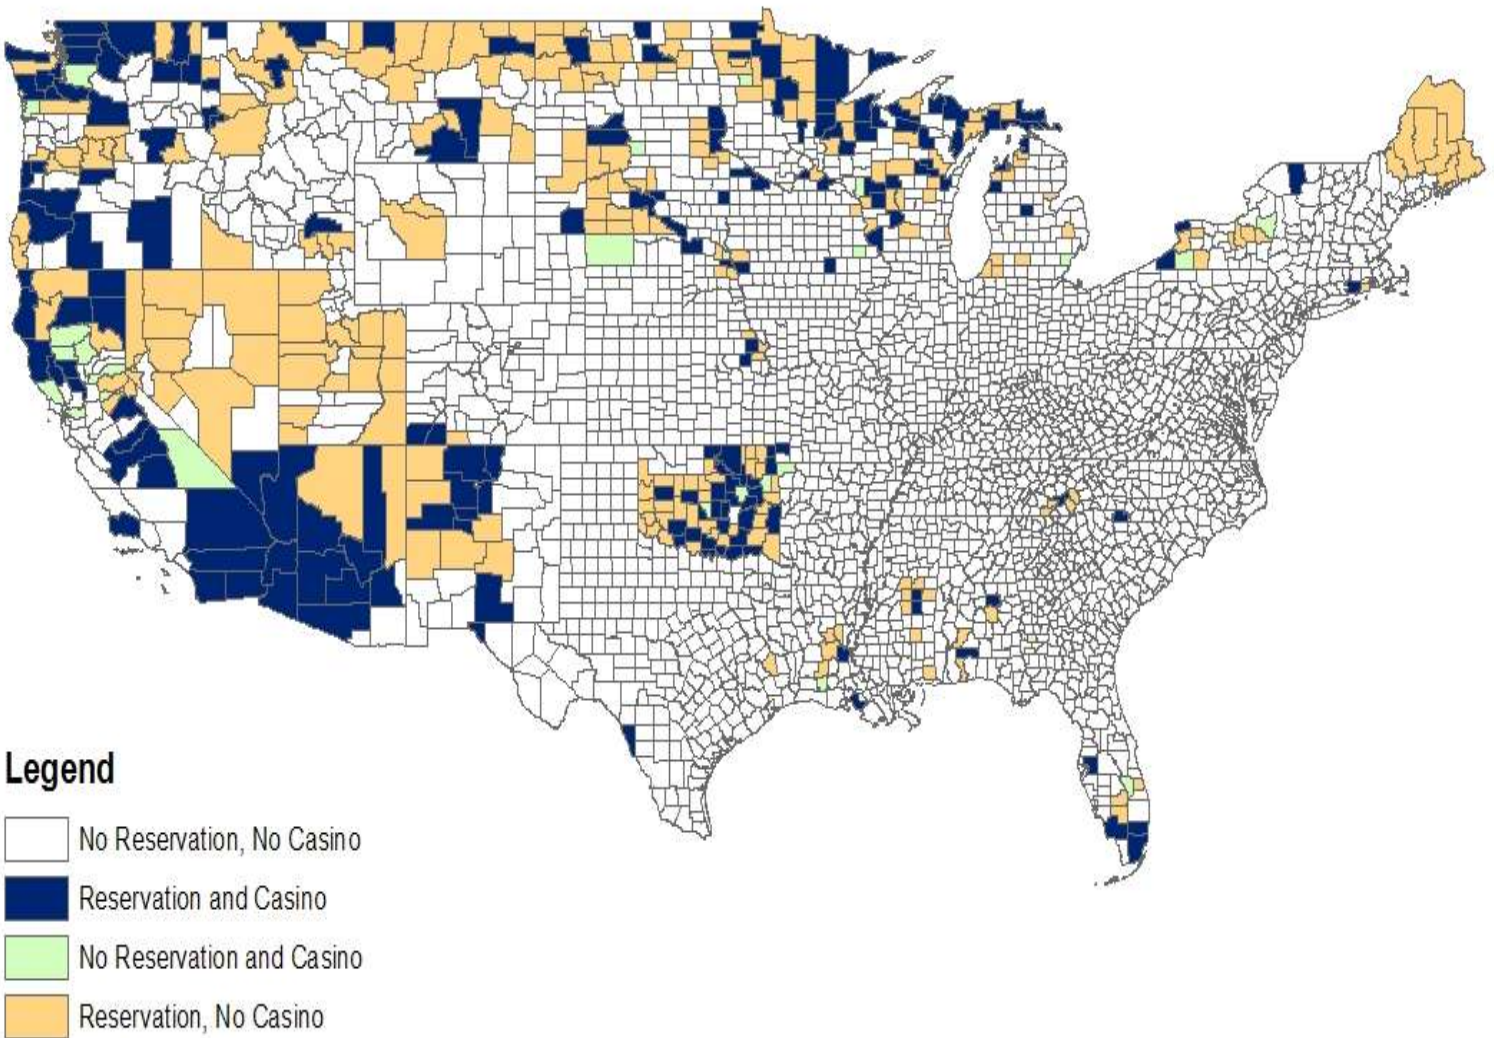 Legend
No Reservation, No Casino
Reservation and Casino
No Reservation and Casino
Reservation, No Casino